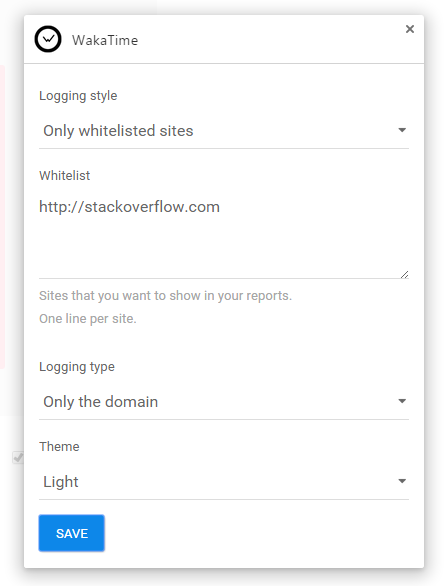 WakaTime
×
Logging style
Only whitelisted sites
Whitelist
http://stackoverflow.com
Sites that you want to show in your reports.
One line per site.
Logging type
Only the domain
Theme
Light
SAVE